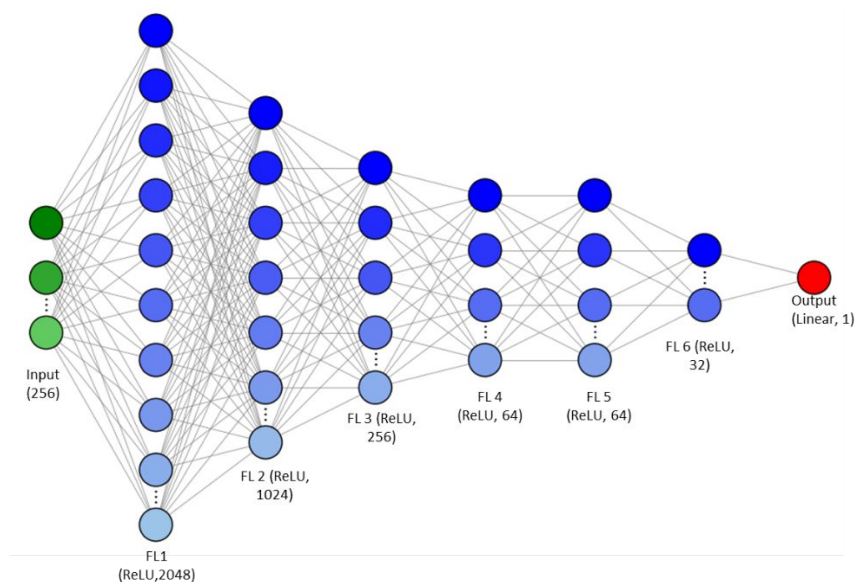 Input
(256)
FL1
(ReLU,2048)
FL 2 (ReLU,
1024)
FL 3 (ReLU,
256)
FL 4
(ReLU, 64)
FL 5
(ReLU, 64)
FL 6 (ReLU,
32)
Output
(Linear, 1)